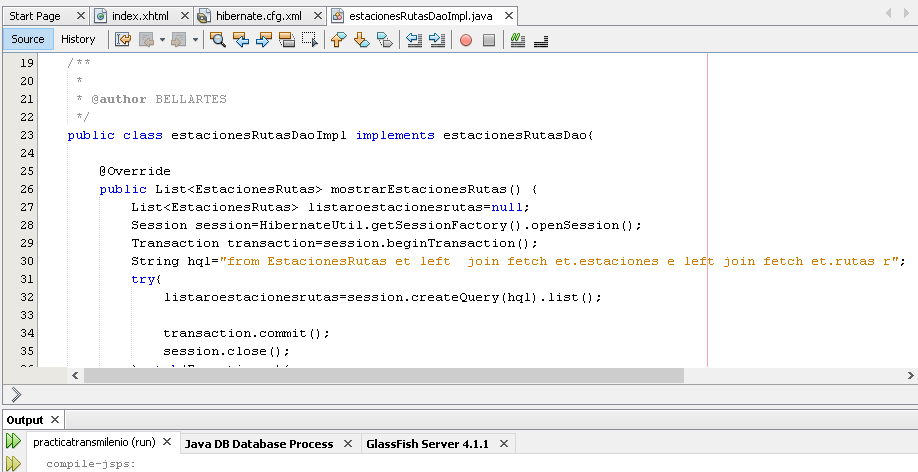 Start Page
index.xhtml
hibernate.cfg.xml
estacionesRutasDaoImpl.java
Source
History
19 /**
20 *
21 * @author BELLARTES
22 */
23 public class estacionesRutasDaoImpl implements estacionesRutasDao{
24
25 @Override
26 public List<EstacionesRutas> mostrarEstacionesRutas() {
27 List<EstacionesRutas> listaroestacionesrutas=null;
28 Session session=HibernateUtil.getSessionFactory().openSession();
29 Transaction transaction=session.beginTransaction();
30 String hql="from EstacionesRutas et left  join fetch et.estaciones e left join fetch et.rutas r";
31 try{
32 listaroestacionesrutas=session.createQuery(hql).list();
33
34 transaction.commit();
35 session.close();
Output
practicatransmilenio (run)
Java DB Database Process
GlassFish Server 4.1.1
compile-jsps: